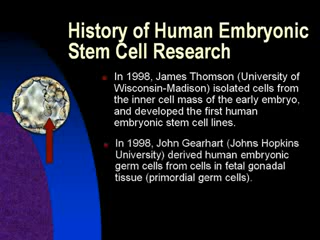 History of Human Embryonic
Stem Cell Research
In 1998, James Thomson (University of
Wisconsin-Madison) isolated cells from
the inner cell mass of the early embryo,
and developed the first human
embryonic stem cell lines.
In 1998, John Gearhart (Johns Hopkins
University) derived human embryonic
germ cells from cells in fetal gonadal
tissue (primordial germ cells).